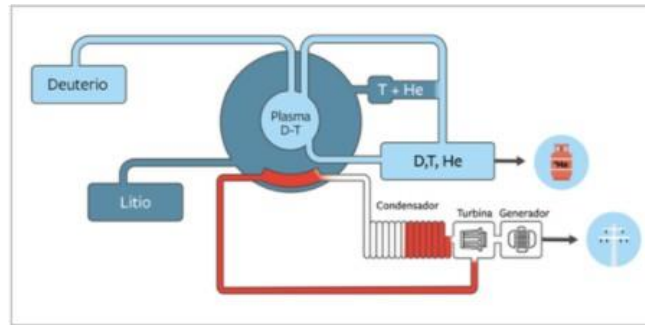 Deuterio
Plasma
D-T
T + He
D,T, He
Litio
Condensador
Turbina
Generador